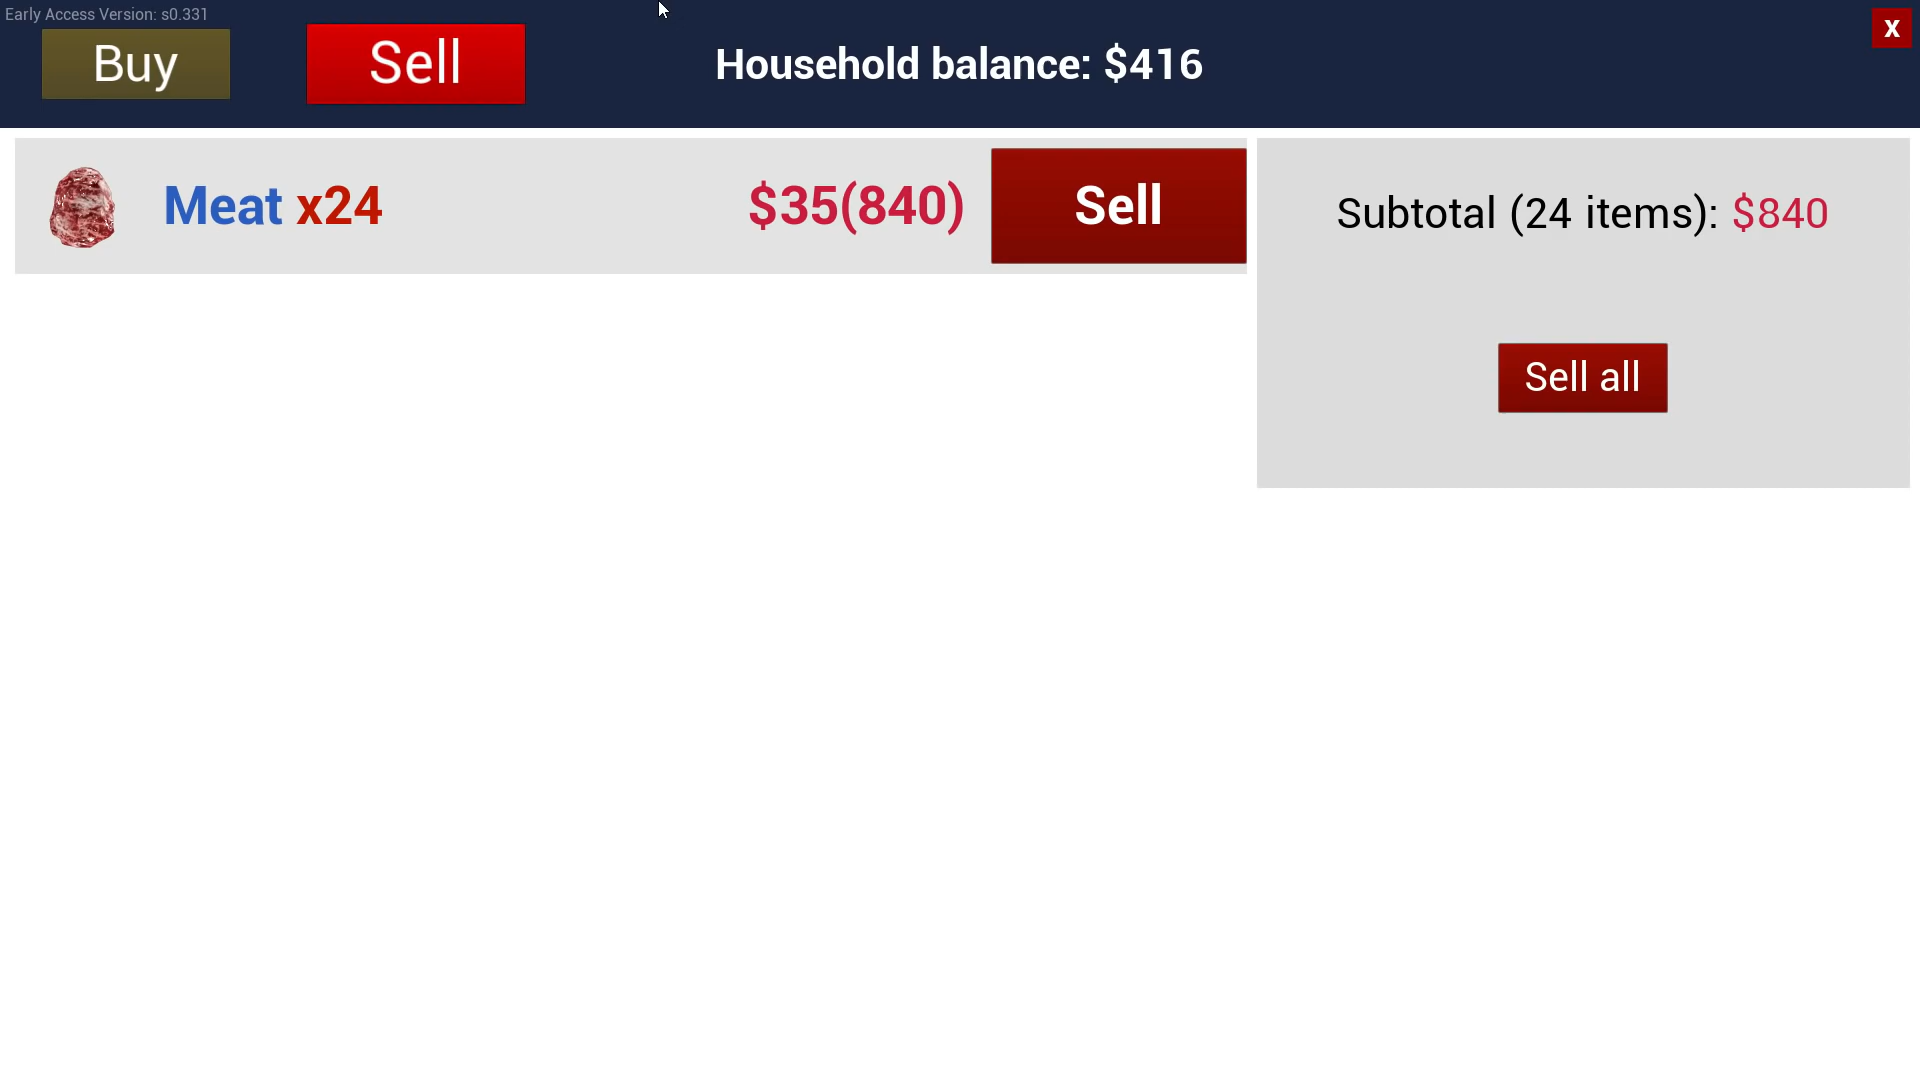 Early Access Version: s0.331
Buy
Sell
Household balance: $416
X
Meat x24
$35(840)
Sell
Subtotal (24 items): $840
Sell all